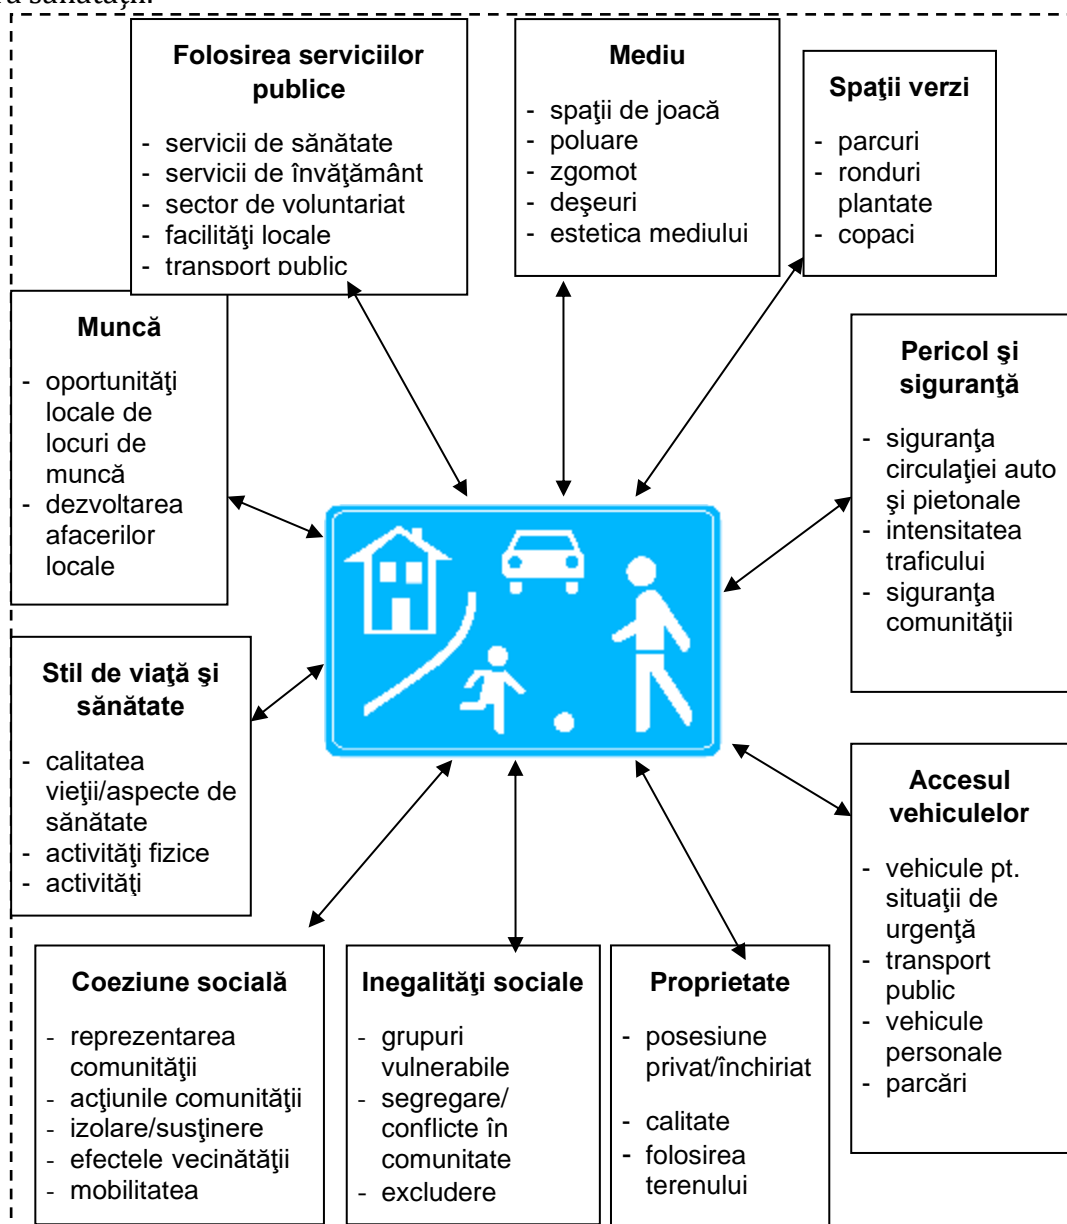 sănătăţii.
Folosirea serviciilor
publice
- servicii de sănătate
- servicii de învăţământ
- sector de voluntariat
- facilităţi locale
- transport public
Mediu
- spaţii de joacă
- poluare
- zgomot
- deşeuri
- estetica mediului
Spaţii verzi
- parcuri
- ronduri
plantate
- copaci
Muncă
- oportunităţi
locale de
locuri de
muncă
- dezvoltarea
afacerilor
locale
Pericol şi
siguranţă
- siguranţa
circulaţiei auto
şi pietonale
- intensitatea
traficului
- siguranţa
comunităţii
Stil de viaţă şi
sănătate
- calitatea
vieţii/aspecte de
sănătate
- activităţi fizice
- activităţi
Accesul
vehiculelor
- vehicule pt.
situaţii de
urgenţă
- transport
public
- vehicule
personale
- parcări
Coeziune socială
- reprezentarea
comunităţii
- acţiunile comunităţii
- izolare/susţinere
- efectele vecinătăţii
- mobilitatea
Inegalităţi sociale
- grupuri
vulnerabile
- segregare/
conflicte în
comunitate
- excludere
Proprietate
- posesiune
privat/închiriat
- calitate
- folosirea
terenului